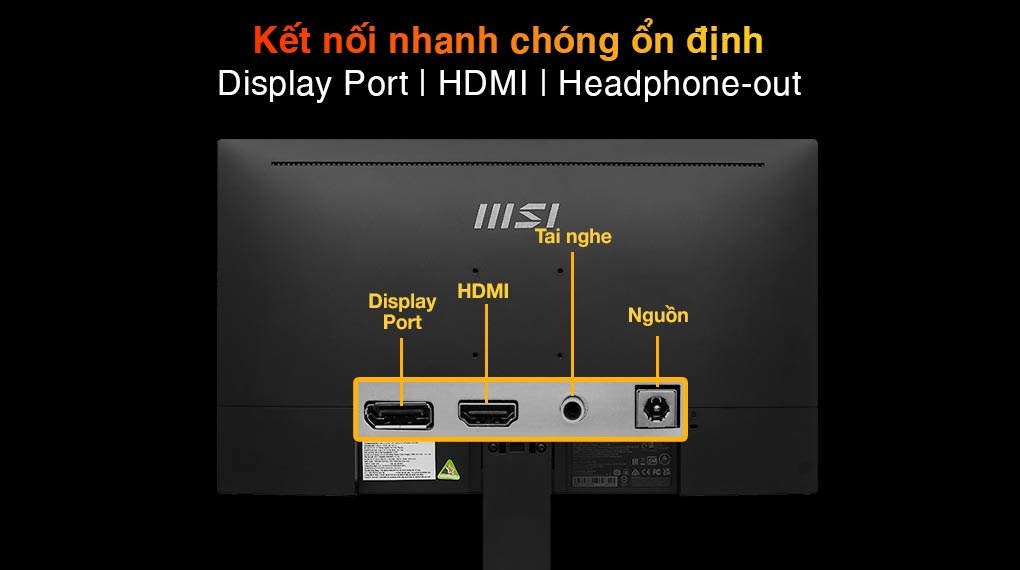 Kết nối nhanh chóng ổn định
Display Port | HDMI | Headphone-out
msi
Tai nghe
HDMI
Display
Port
Nguồn